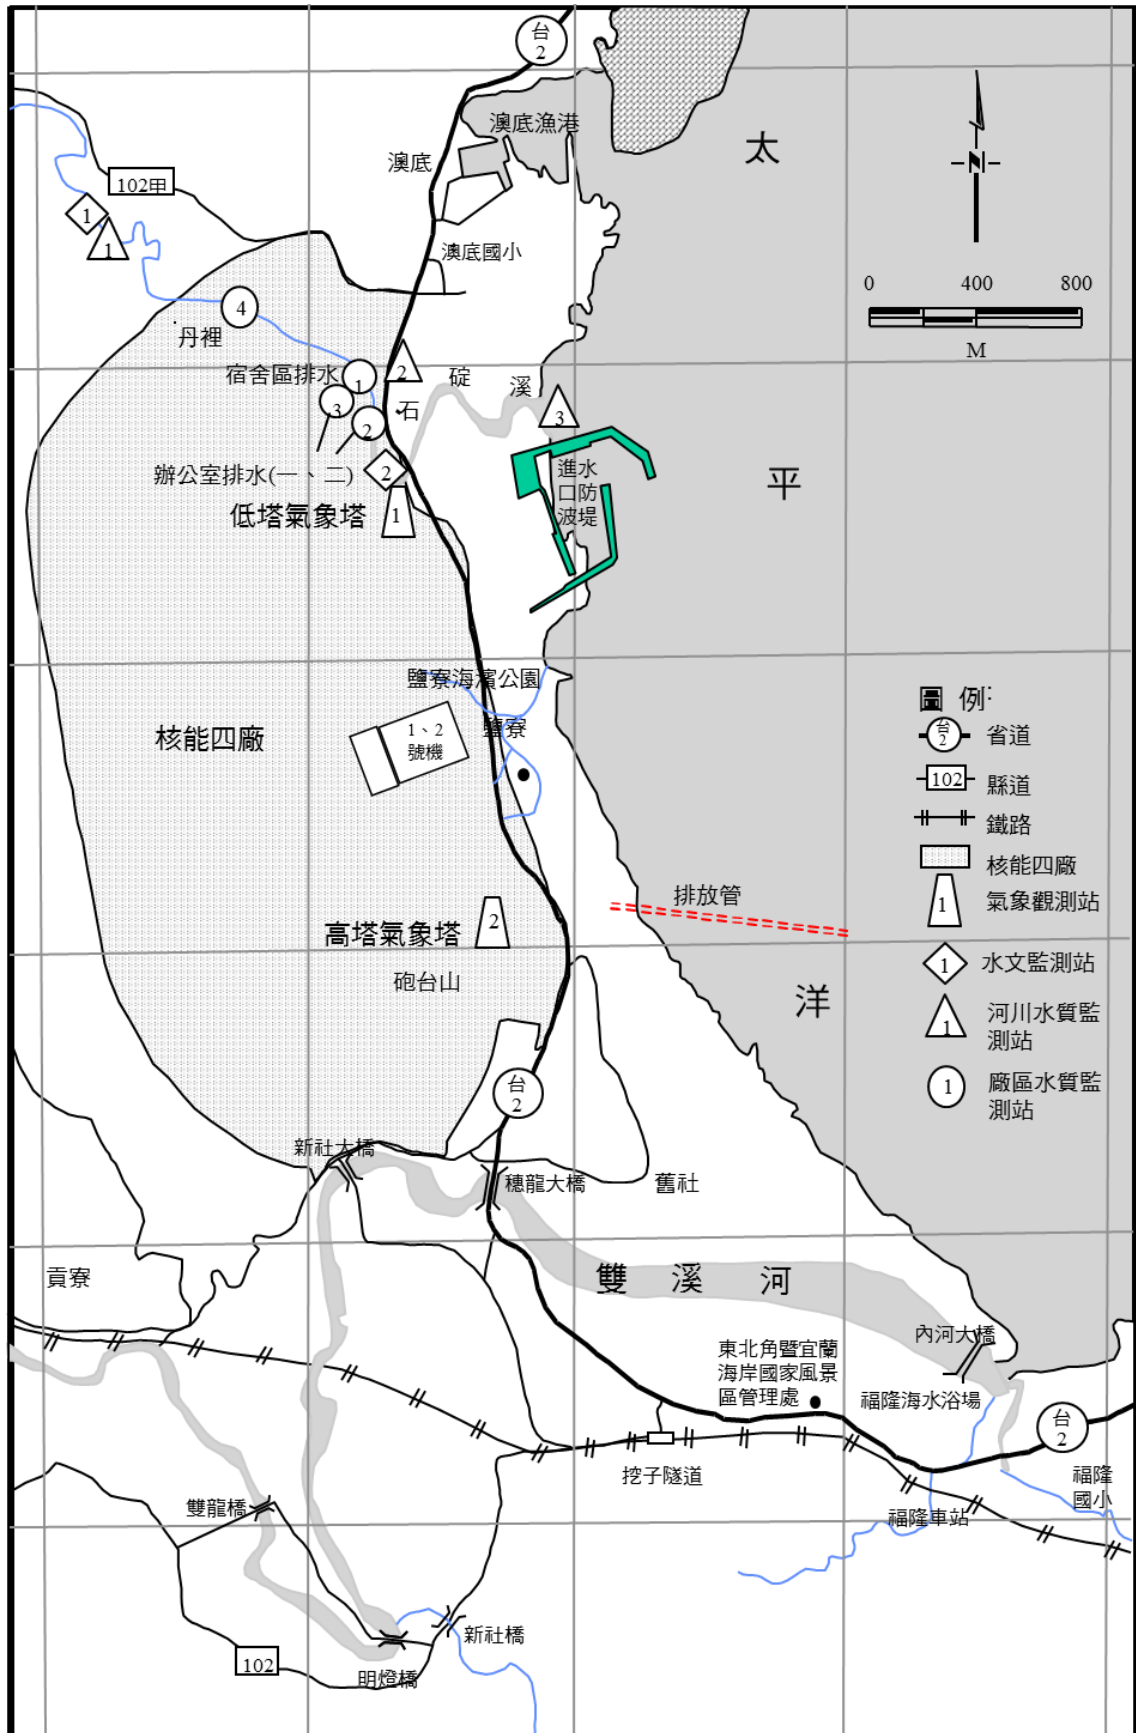 台
2
澳底漁港
太
澳底
102甲
N
1
1
澳底國小
0 400 800
M
4
丹裡
宿舍區排水
1
2
碇
溪
3
石
3
2
辦公室排水(一、二)
2
進水
口防
波堤
平
低塔氣象塔
1
鹽寮海濱公園
鹽寮
核能四廠
1、2
號機
圖 例:
台
2
省道
102
縣道
鐵路
核能四廠
1
氣象觀測站
排放管
2
高塔氣象塔
砲台山
1
水文監測站
洋
1
河川水質監
測站
1
廠區水質監
測站
台
2
新社大橋
穗龍大橋
舊社
貢寮
雙 溪 河
內河大橋
東北角暨宜蘭
海岸國家風景
區管理處
福隆海水浴場
台
2
挖子隧道
福隆
國小
雙龍橋
福隆車站
新社橋
102
明燈橋